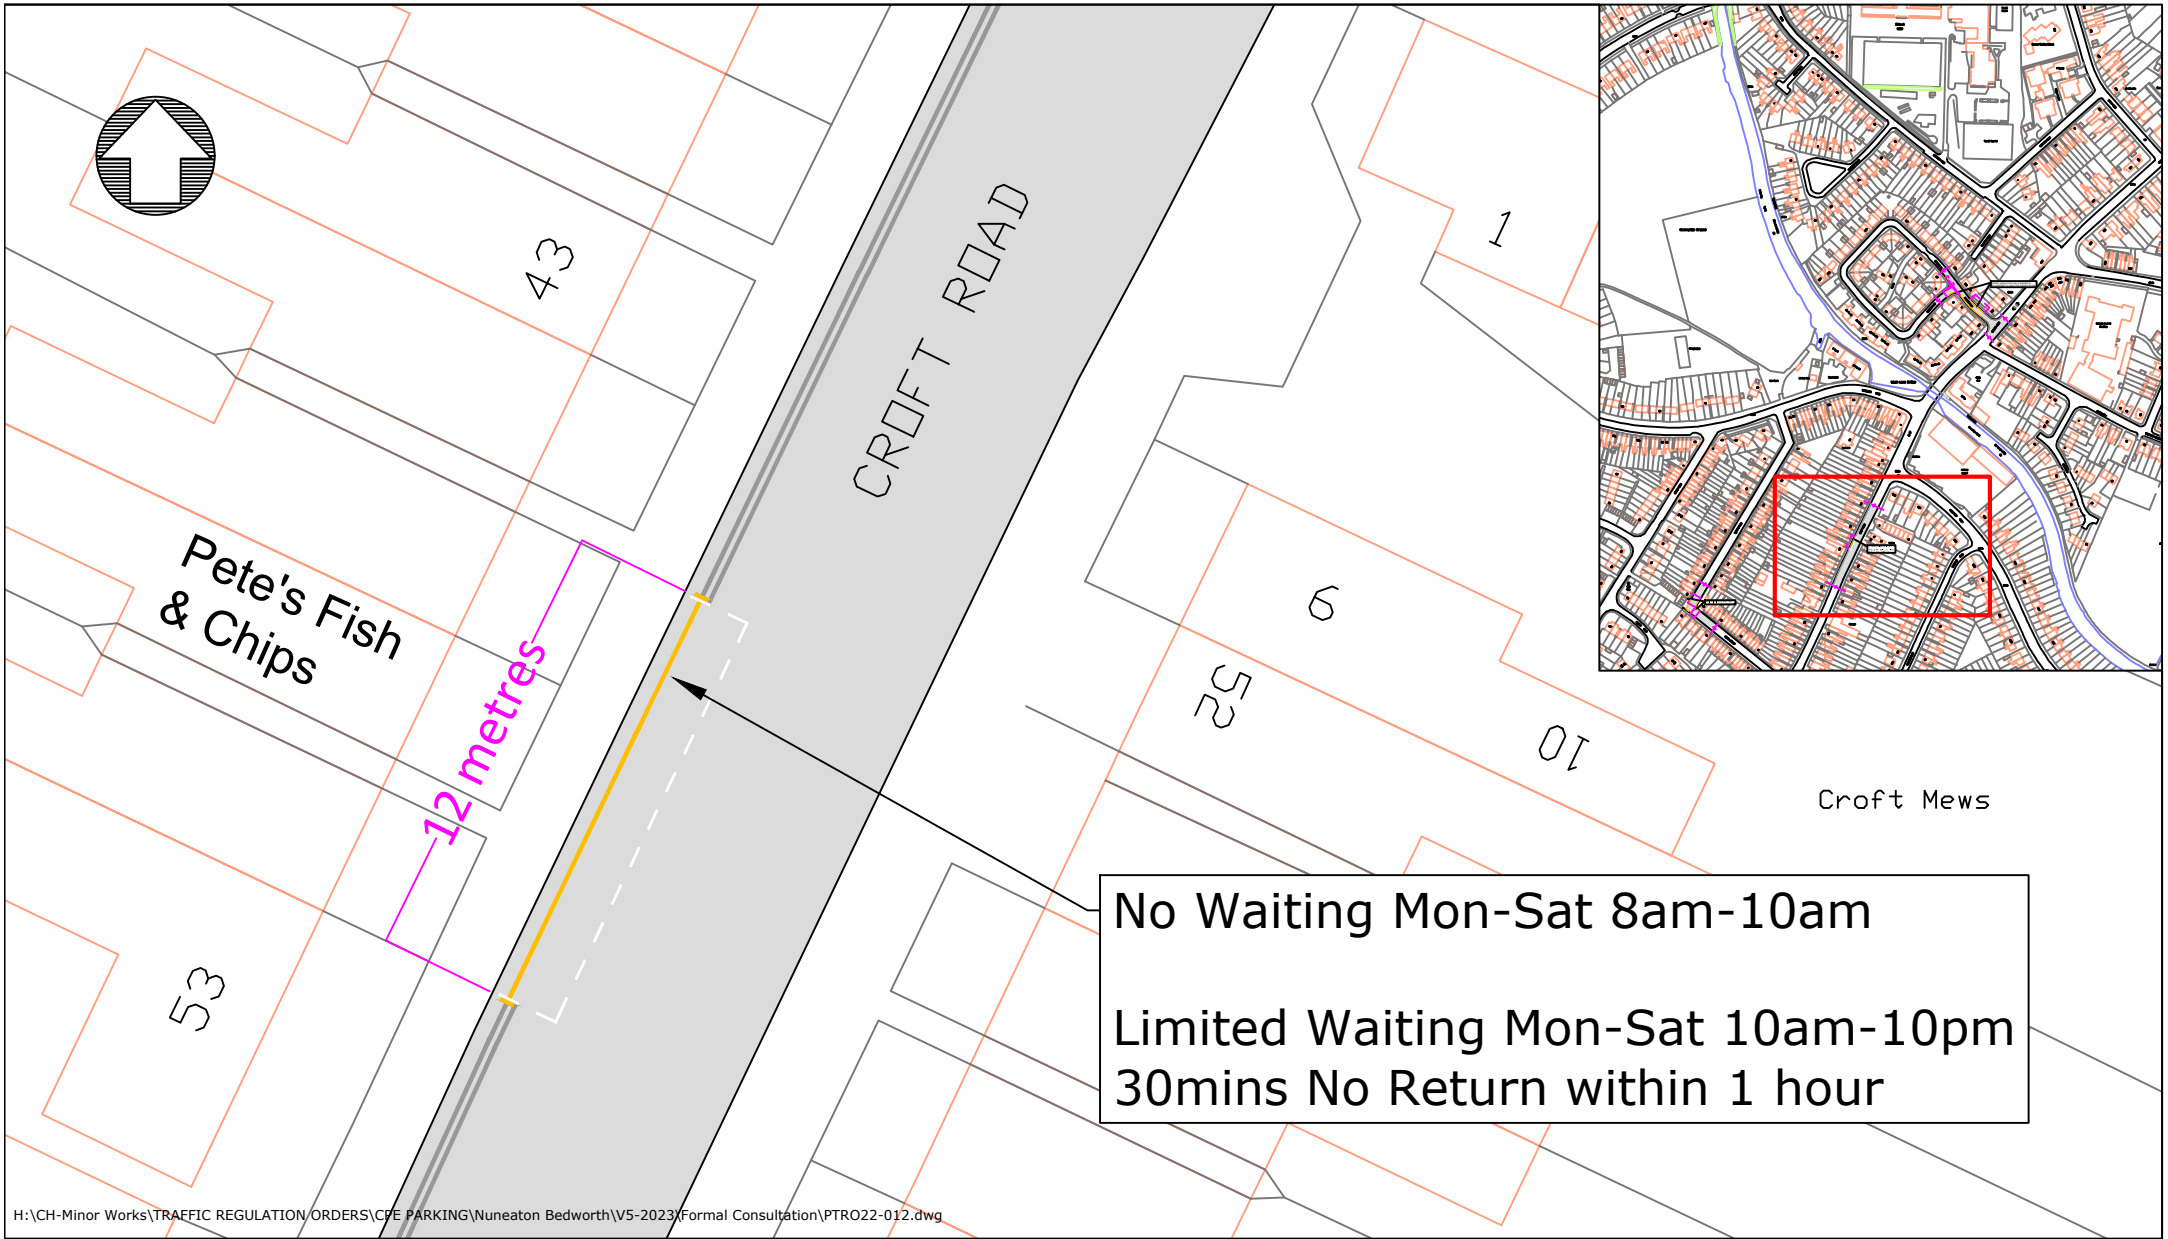 43
CROFT ROAD
1
Pete's Fish
& Chips
12 metres
6
52
10
Croft Mews
53
No Waiting Mon-Sat 8am-10am
Limited Waiting Mon-Sat 10am-10pm
30mins No Return within 1 hour
H:\CH-Minor Works\TRAFFIC REGULATION ORDERS\CPE PARKING\Nuneaton Bedworth\V5-2023\Formal Consultation\PTRO22-012.dwg